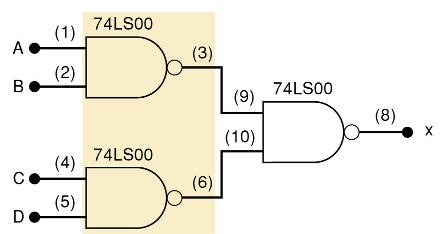 74LS00
A (1) (3)
B (2)
74LS00
(9) (8) x
(10)
74LS00
C (4) (6)
D (5)